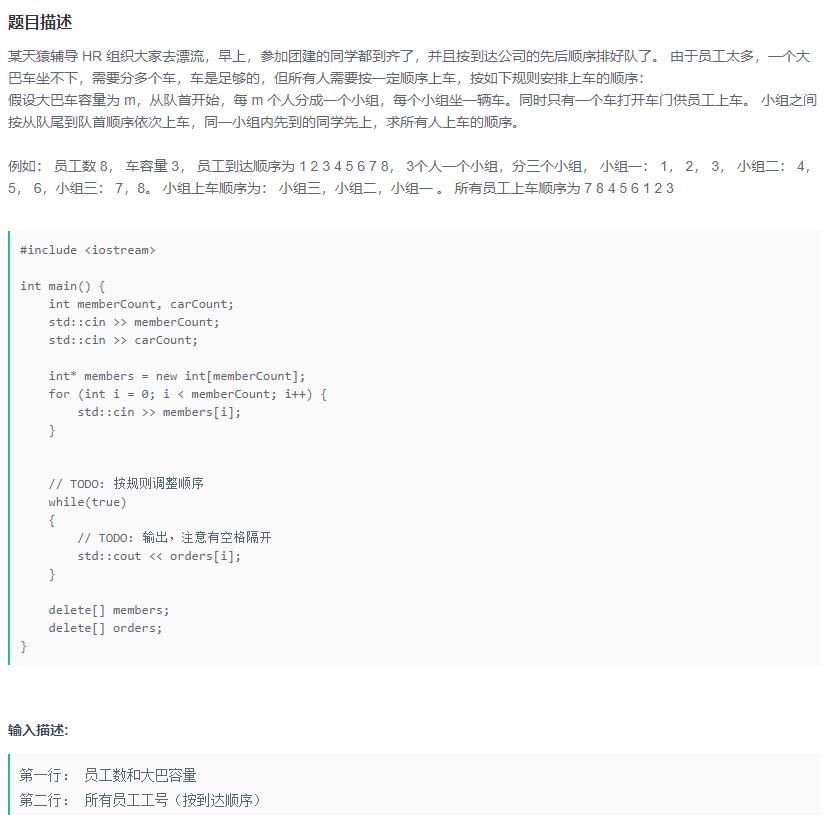 题目描述
某天猿辅导 HR 组织大家去漂流，早上，参加团建的同学都到齐了，并且按到达公司的先后顺序排好队了。 由于员工太多，一个大
巴车坐不下，需要分多个车，车是足够的，但所有人需要按一定顺序上车，按如下规则安排上车的顺序：
假设大巴车容量为 m，从队首开始，每 m 个人分成一个小组，每个小组坐一辆车。同时只有一个车打开车门供员工上车。 小组之间
按从队尾到队首顺序依次上车，同一小组内先到的同学先上，求所有人上车的顺序。
例如： 员工数 8， 车容量 3， 员工到达顺序为 1 2 3 4 5 6 7 8， 3个人一个小组，分三个小组， 小组一： 1， 2， 3， 小组二： 4，
5， 6，小组三： 7，8。 小组上车顺序为： 小组三，小组二，小组一 。 所有员工上车顺序为 7 8 4 5 6 1 2 3
#include <iostream>
int main() {
    int memberCount, carCount;
    std::cin >> memberCount;
    std::cin >> carCount;
    int* members = new int[memberCount];
    for (int i = 0; i < memberCount; i++) {
        std::cin >> members[i];
    }
    // TODO: 按规则调整顺序
    while(true)
    {
        // TODO: 输出，注意有空格隔开
        std::cout << orders[i];
    }
    delete[] members;
    delete[] orders;
}
输入描述:
第一行： 员工数和大巴容量
第二行： 所有员工工号（按到达顺序）